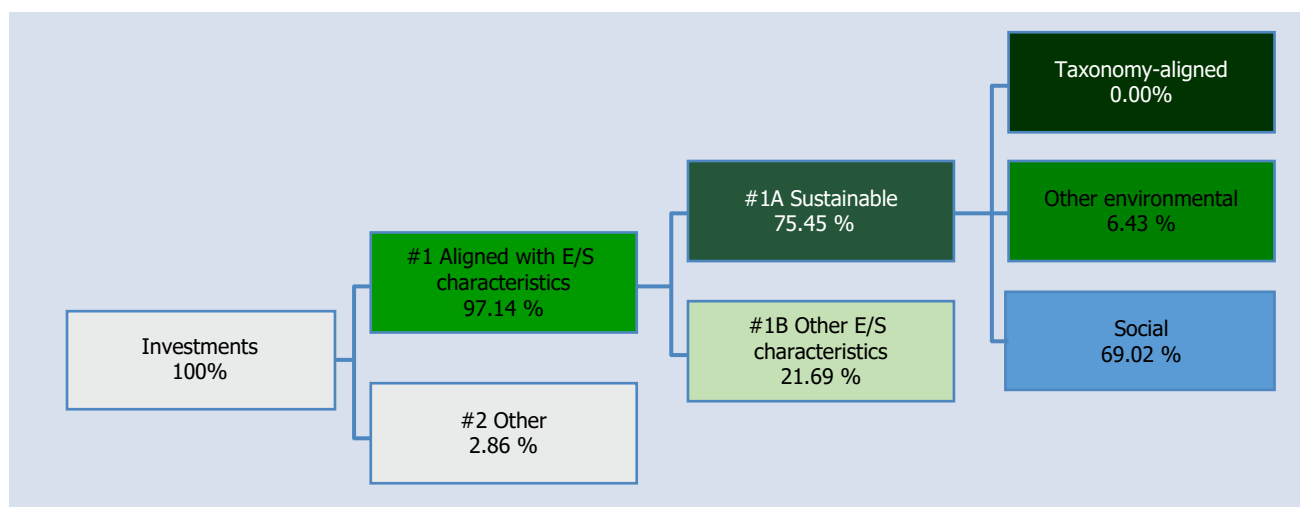 Investments
100%
#1 Aligned with E/S
characteristics
97.14 %
#2 Other
2.86 %
#1A Sustainable
75.45 %
#1B Other E/S
characteristics
21.69 %
Taxonomy-aligned
0.00%
Other environmental
6.43 %
Social
69.02 %